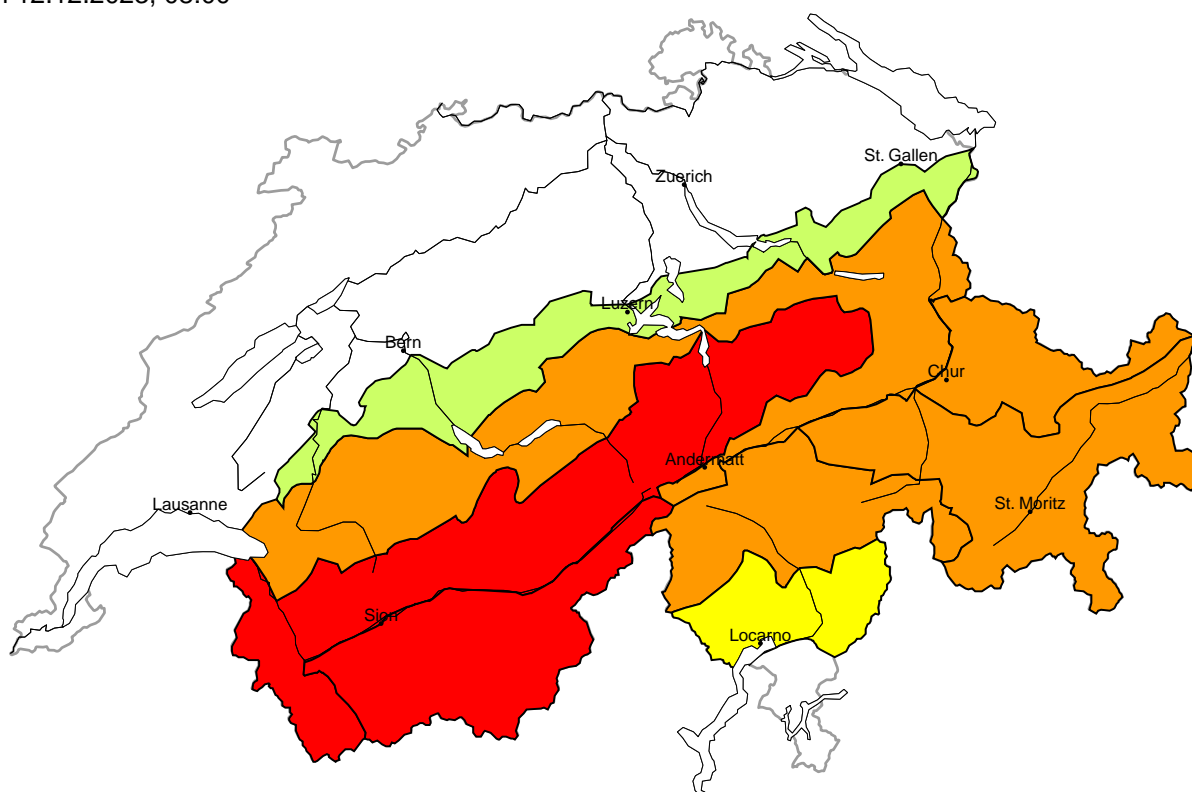 St. Gallen
Zuerich
Luzern
Bern
Chur
Andermatt
Lausanne
St. Moritz
Sion
Locarno